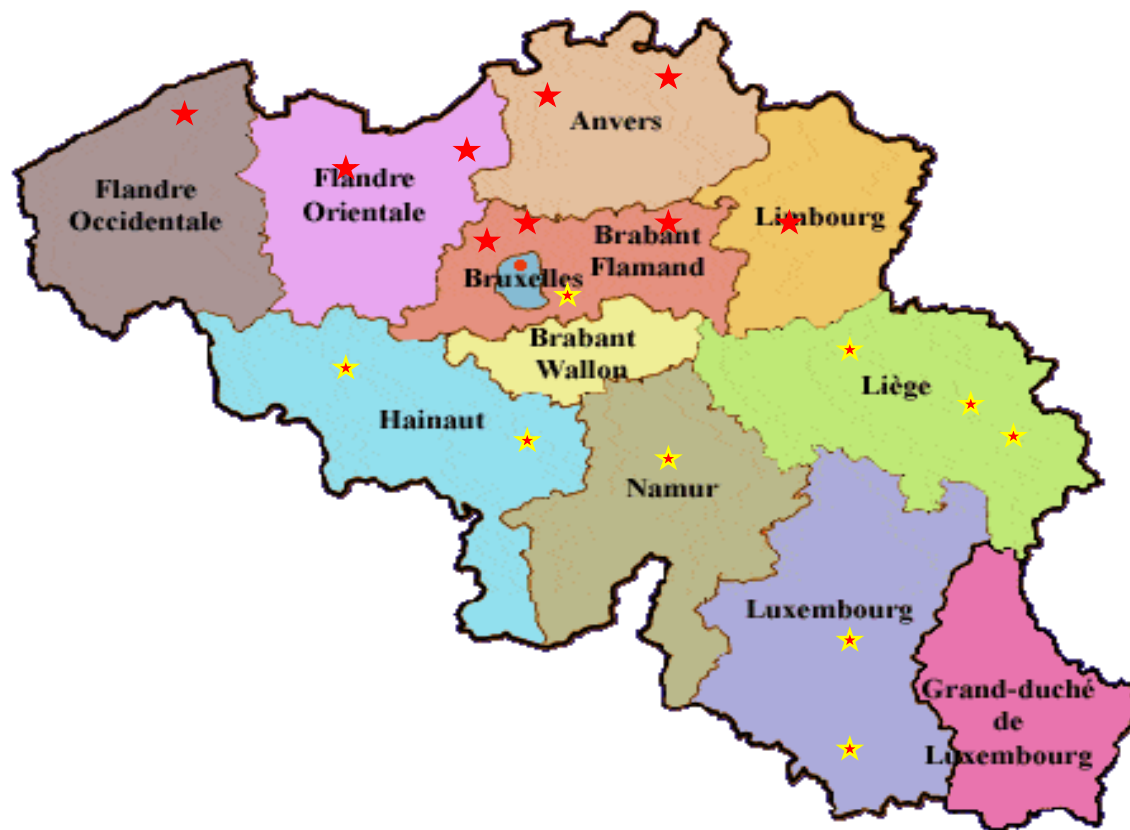 Anvers
Flandre
Occidentale
Flandre
Orientale
Limbourg
Brabant
Flamand
Bruxelles
Brabant
Wallon
Hainaut
Liège
Namur
Luxembourg
Grand-duché
de
Luxembourg